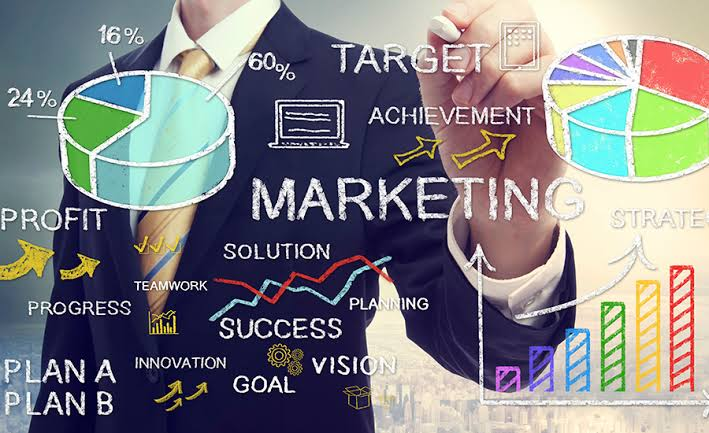 16%
60%
24%
TARGET
ACHIEVEMENT
MARKETING
PROFIT
STRATE
SOLUTION
TEAMWORK
PROGRESS
PLANNING
SUCCESS
PLAN A
PLAN B
INNOVATION
GOAL
VISION